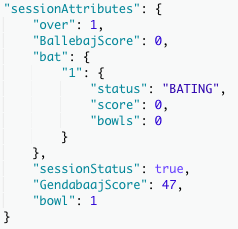 "sessionAttributes": {
"over": 1,
"BallebajScore": 0,
"bat": {
"1": {
"status": "BATING",
"score": 0,
"bowls": 0
}
},
"sessionStatus": true,
"GendabaajScore": 47,
"bowl": 1
}